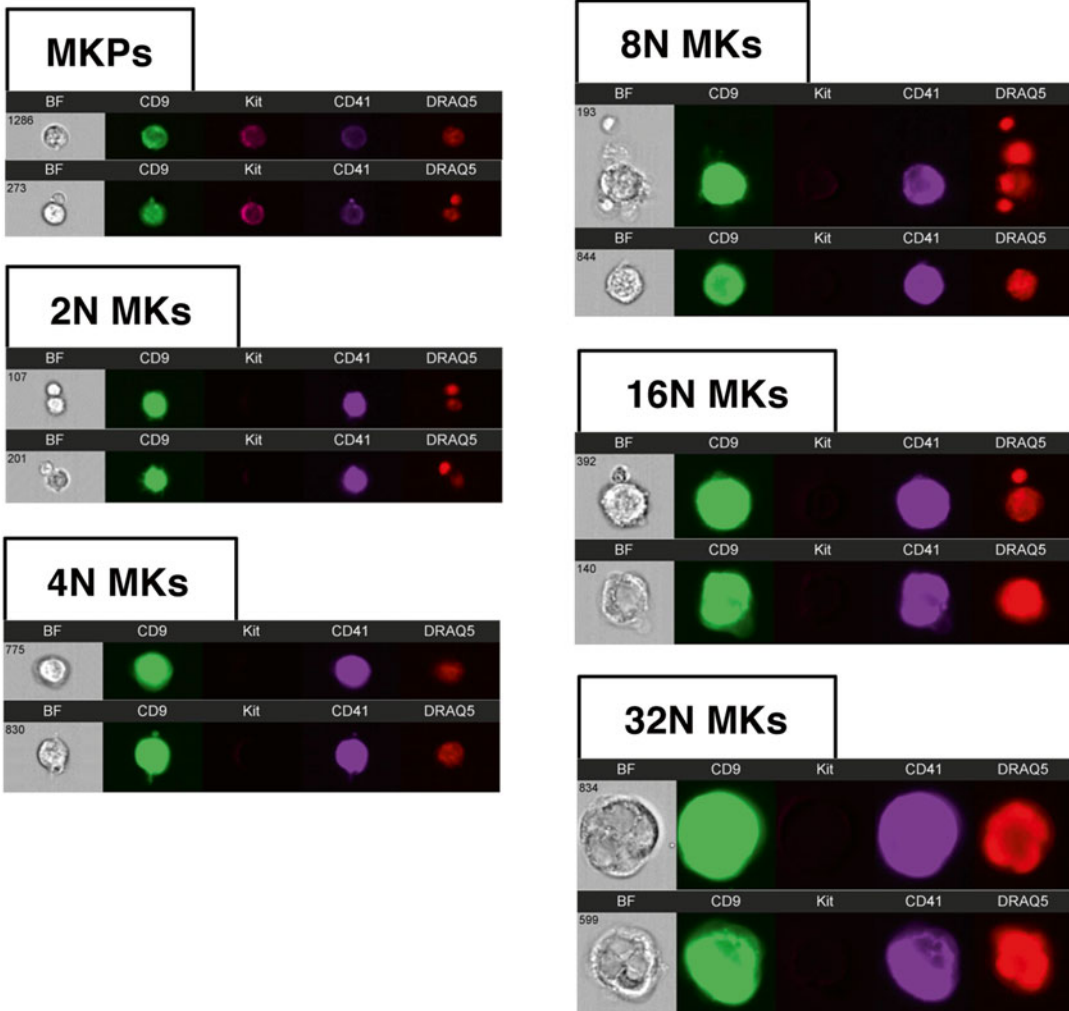 MKPs
BF CD9 Kit CD41 DRAQ5
1286
BF CD9 Kit CD41 DRAQ5
273
2N MKs
BF CD9 Kit CD41 DRAQ5
107
BF CD9 Kit CD41 DRAQ5
201
4N MKs
BF CD9 Kit CD41 DRAQ5
775
BF CD9 Kit CD41 DRAQ5
830
8N MKs
BF CD9 Kit CD41 DRAQ5
193
BF CD9 Kit CD41 DRAQ5
844
16N MKs
BF CD9 Kit CD41 DRAQ5
392
BF CD9 Kit CD41 DRAQ5
140
32N MKs
BF CD9 Kit CD41 DRAQ5
834
BF CD9 Kit CD41 DRAQ5
599